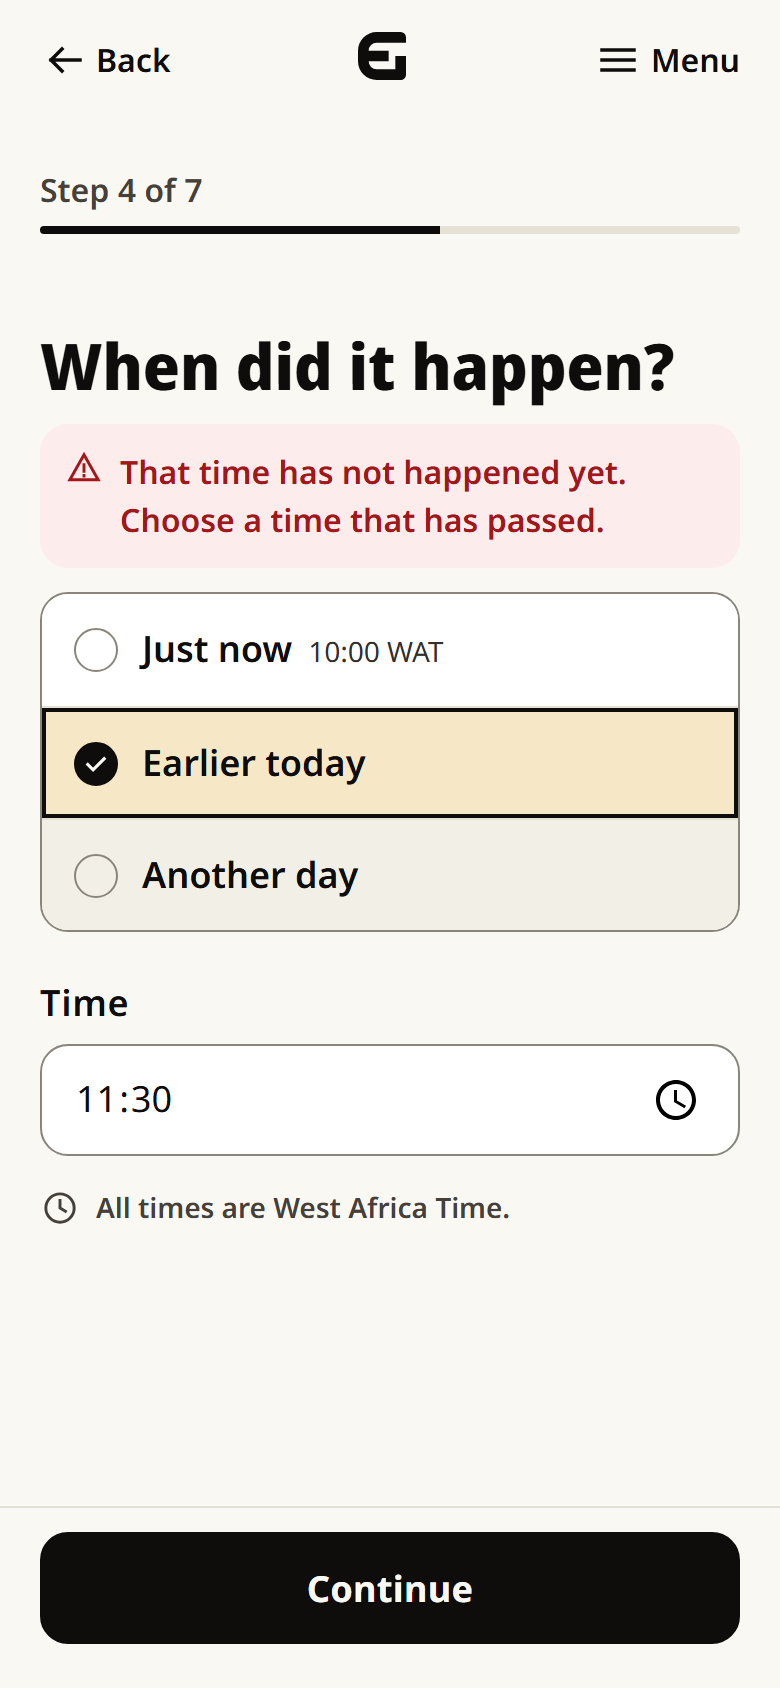 Back
Menu
Step 4 of 7
When did it happen?
That time has not happened yet.
Choose a time that has passed.
Just now 10:00 WAT
Earlier today
Another day
Time
11:30
All times are West Africa Time.
Continue